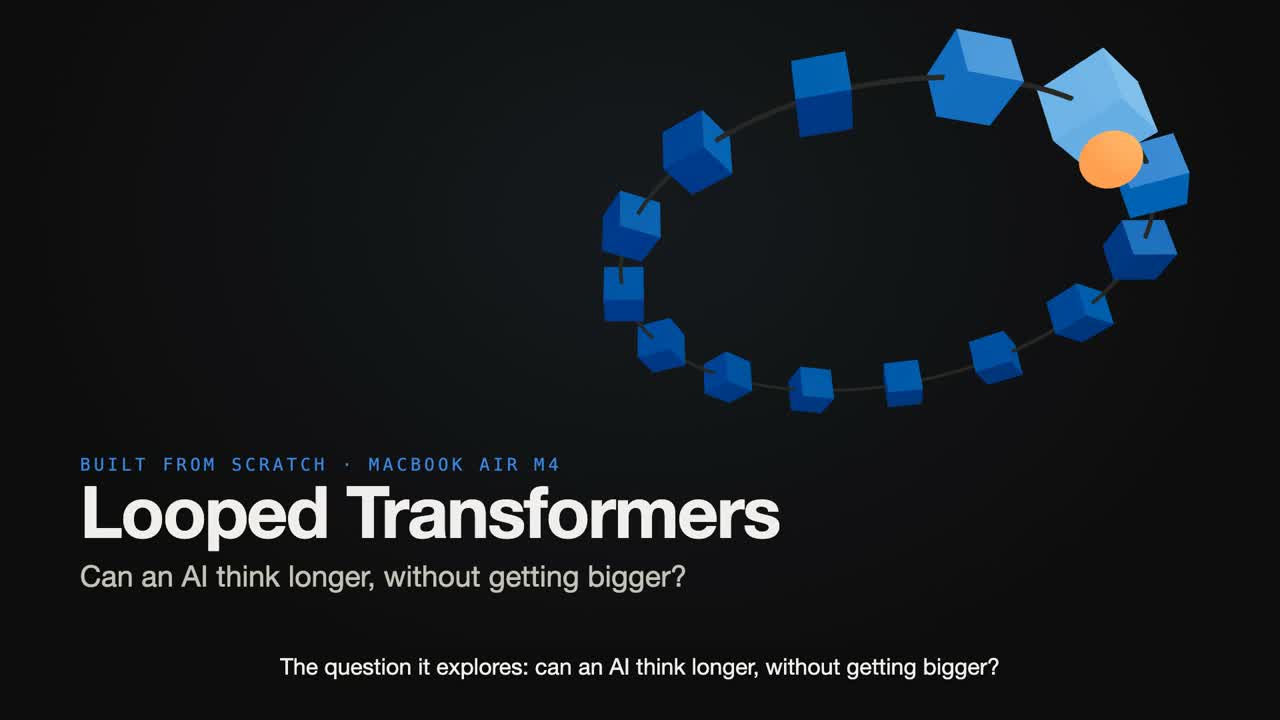 BUILT FROM SCRATCH · MACBOOK AIR M4
Looped Transformers
Can an AI think longer, without getting bigger?
The question it explores: can an AI think longer, without getting bigger?